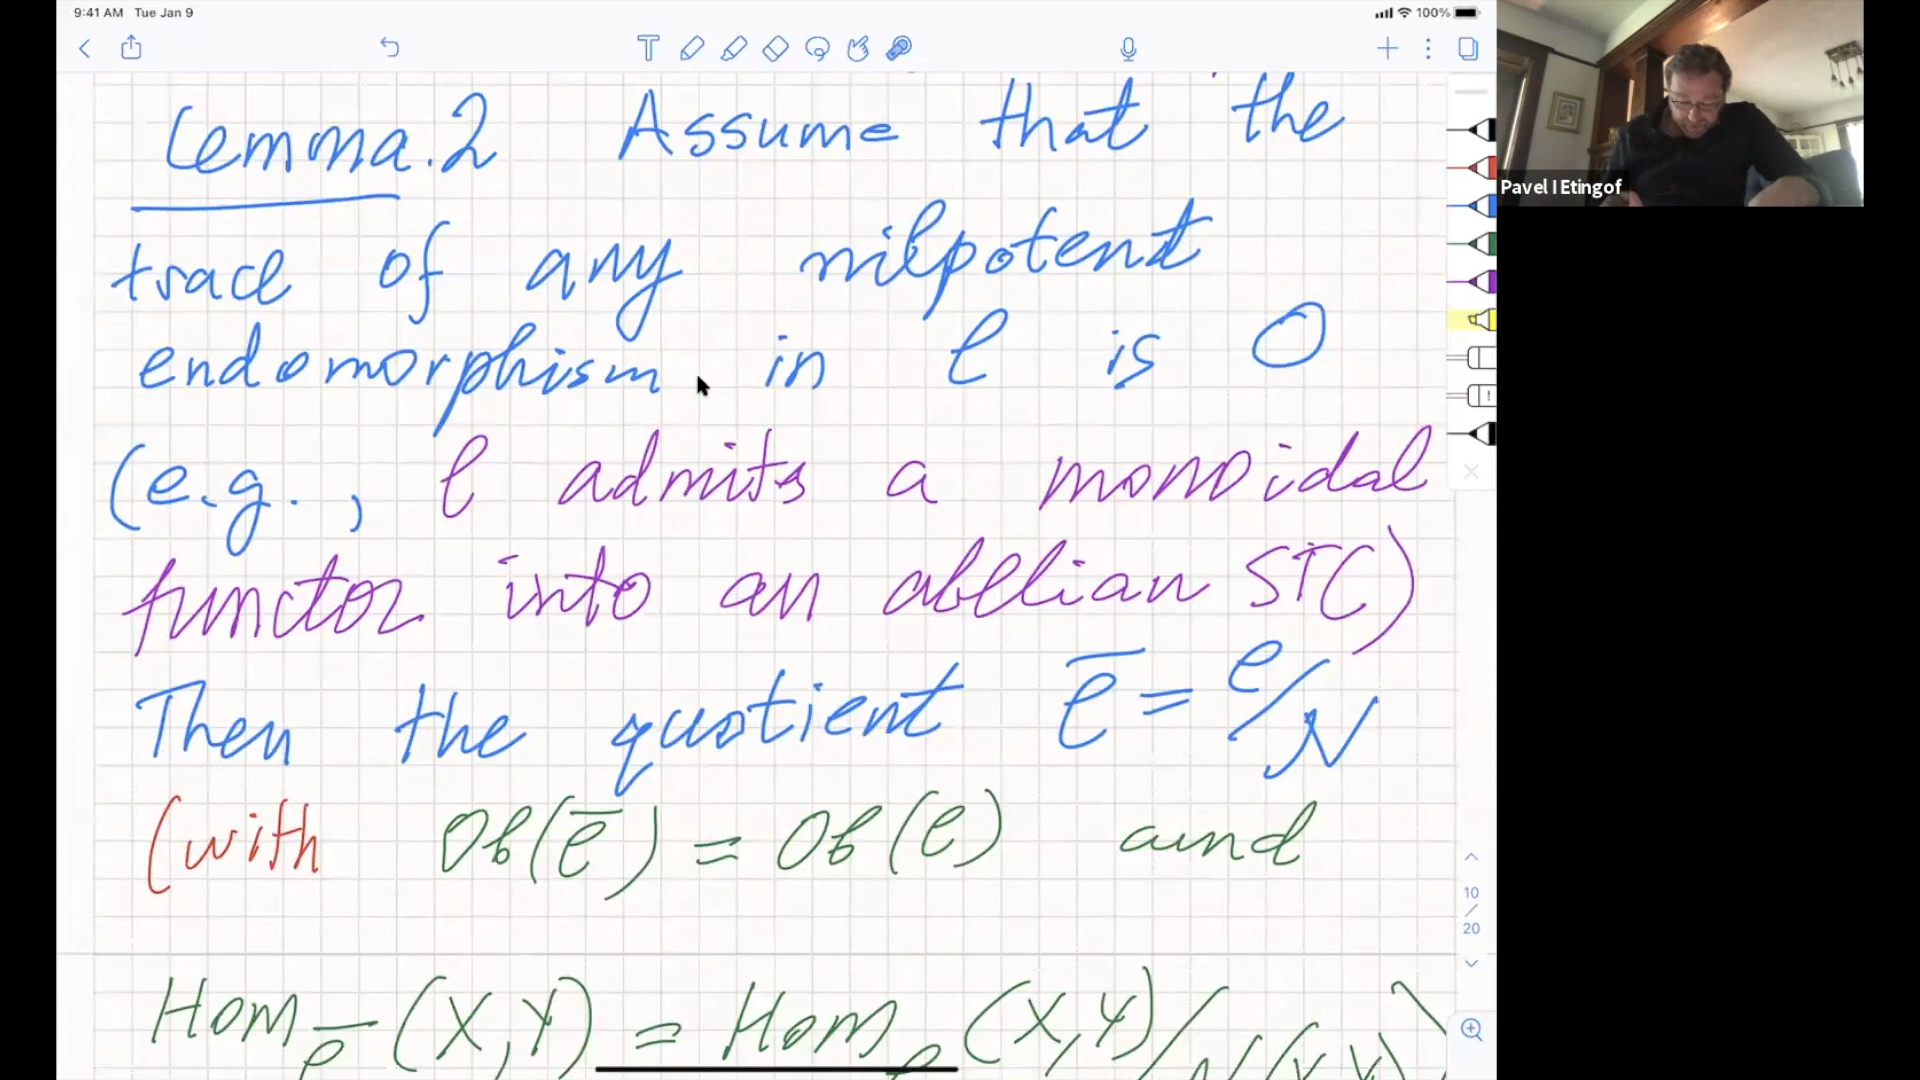 9:41 AM Tue Jan 9
100%
Lemma.2 Assume that the
trace of any nilpotent
endomorphism in C is 0
(e.g., C admits a monoidal
functor into an abelian STC)
Then the quotient C̅ = C/N
(with Ob(C̅) = Ob(C) and
Hom_C̅ (X,Y) = Hom_C (X,Y)/N(X,Y)
10
/
20
Pavel I Etingof